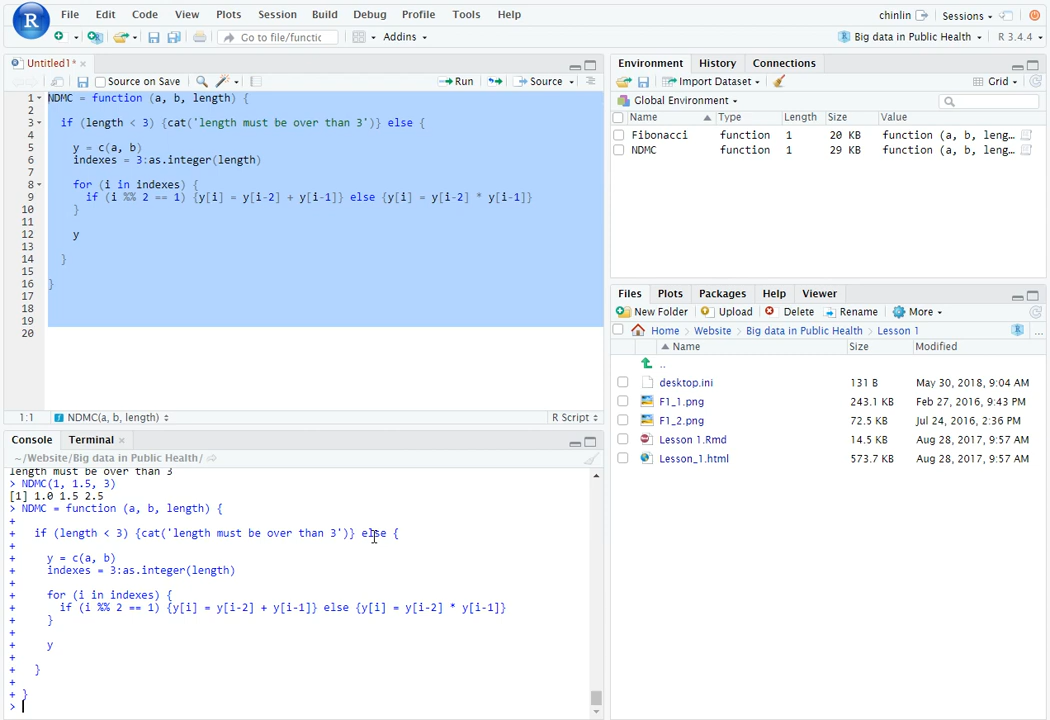 R File Edit Code View Plots Session Build Debug Profile Tools Help chinlin Sessions
Go to file/functic Addins Big data in Public Health R 3.4.4
Untitled1*
Source on Save Run Source
1 NDMC = function (a, b, length) {
2
3 if (length < 3) {cat('length must be over than 3')} else {
4
5 y = c(a, b)
6 indexes = 3:as.integer(length)
7
8 for (i in indexes) {
9 if (i %% 2 == 1) {y[i] = y[i-2] + y[i-1]} else {y[i] = y[i-2] * y[i-1]}
10 }
11
12 y
13
14 }
15
16 }
17
18
19
20
1:1 NDMC(a, b, length) R Script
Console Terminal
~/Website/Big data in Public Health/
length must be over than 3
> NDMC(1, 1.5, 3)
[1] 1.0 1.5 2.5
> NDMC = function (a, b, length) {
+
+ if (length < 3) {cat('length must be over than 3')} else {
+
+ y = c(a, b)
+ indexes = 3:as.integer(length)
+
+ for (i in indexes) {
+ if (i %% 2 == 1) {y[i] = y[i-2] + y[i-1]} else {y[i] = y[i-2] * y[i-1]}
+ }
+
+ y
+
+ }
+
+ }
>
Environment History Connections
Import Dataset Grid
Global Environment
Name Type Length Size Value
Fibonacci function 1 20 KB function (a, b, leng…
NDMC function 1 29 KB function (a, b, leng…
Files Plots Packages Help Viewer
New Folder Upload Delete Rename More
Home Website Big data in Public Health Lesson 1 ...
Name Size Modified
..
desktop.ini 131 B May 30, 2018, 9:04 AM
F1_1.png 243.1 KB Feb 27, 2016, 9:43 PM
F1_2.png 72.5 KB Jul 24, 2016, 2:36 PM
Lesson 1.Rmd 14.5 KB Aug 28, 2017, 9:57 AM
Lesson_1.html 573.7 KB Aug 28, 2017, 9:57 AM